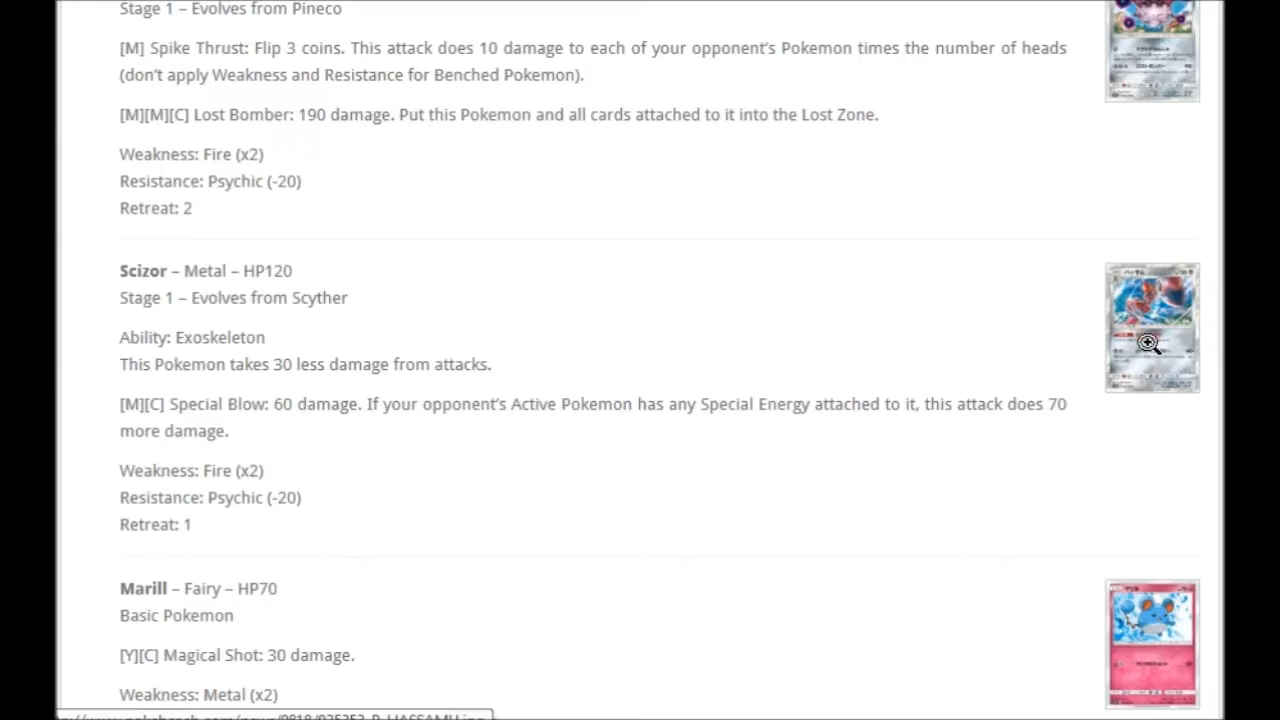 Stage 1 – Evolves from Pineco
[M] Spike Thrust: Flip 3 coins. This attack does 10 damage to each of your opponent’s Pokemon times the number of heads
(don’t apply Weakness and Resistance for Benched Pokemon).
[M][M][C] Lost Bomber: 190 damage. Put this Pokemon and all cards attached to it into the Lost Zone.
Weakness: Fire (x2)
Resistance: Psychic (-20)
Retreat: 2
Scizor – Metal – HP120
Stage 1 – Evolves from Scyther
Ability: Exoskeleton
This Pokemon takes 30 less damage from attacks.
[M][C] Special Blow: 60 damage. If your opponent’s Active Pokemon has any Special Energy attached to it, this attack does 70
more damage.
Weakness: Fire (x2)
Resistance: Psychic (-20)
Retreat: 1
Marill – Fairy – HP70
Basic Pokemon
[Y][C] Magical Shot: 30 damage.
Weakness: Metal (x2)